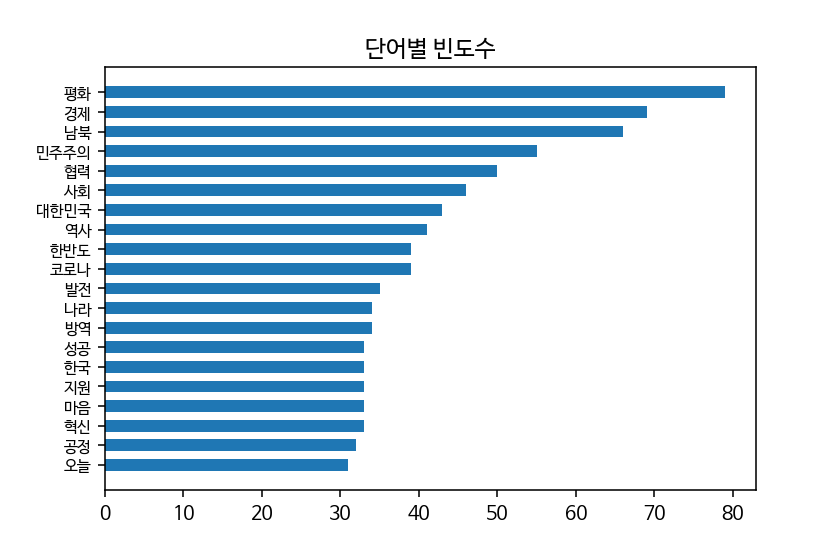 단어별 빈도수
평화
경제
남북
민주주의
협력
사회
대한민국
역사
한반도
코로나
발전
나라
방역
성공
한국
지원
마음
혁신
공정
오늘
0 10 20 30 40 50 60 70 80